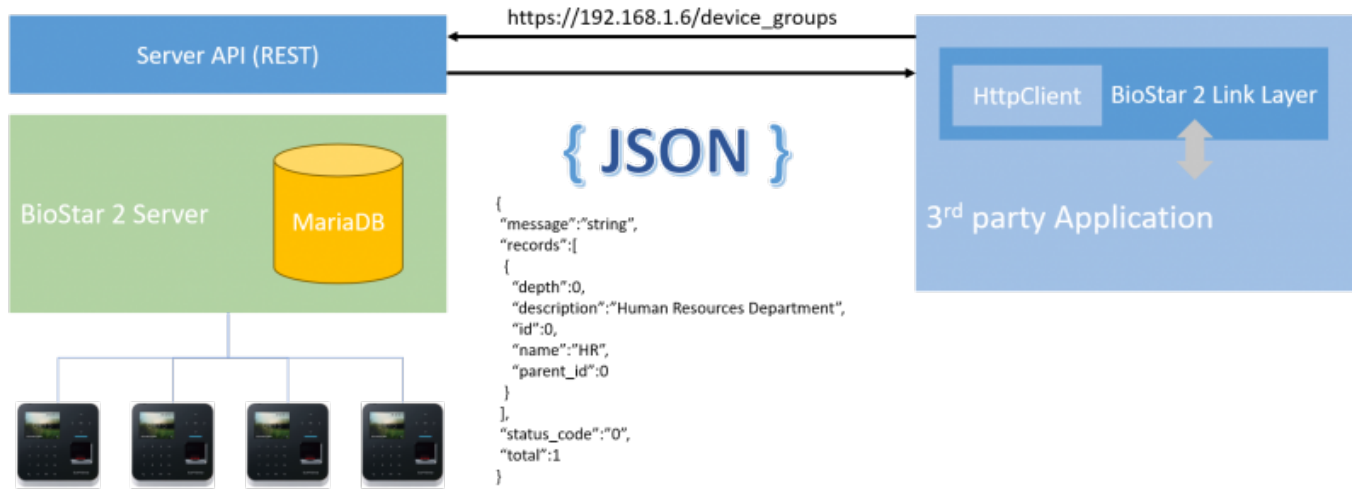 https://192.168.1.6/device_groups
Server API (REST)
HttpClient
BioStar 2 Link Layer
{ JSON }
BioStar 2 Server
MariaDB
3rd party Application
{
“message”:”string”,
“records”:[
{
“depth”:0,
“description”:”Human Resources Department”,
“id”:0,
“name”:”HR”,
“parent_id”:0
}
],
“status_code”:”0”,
“total”:1
}